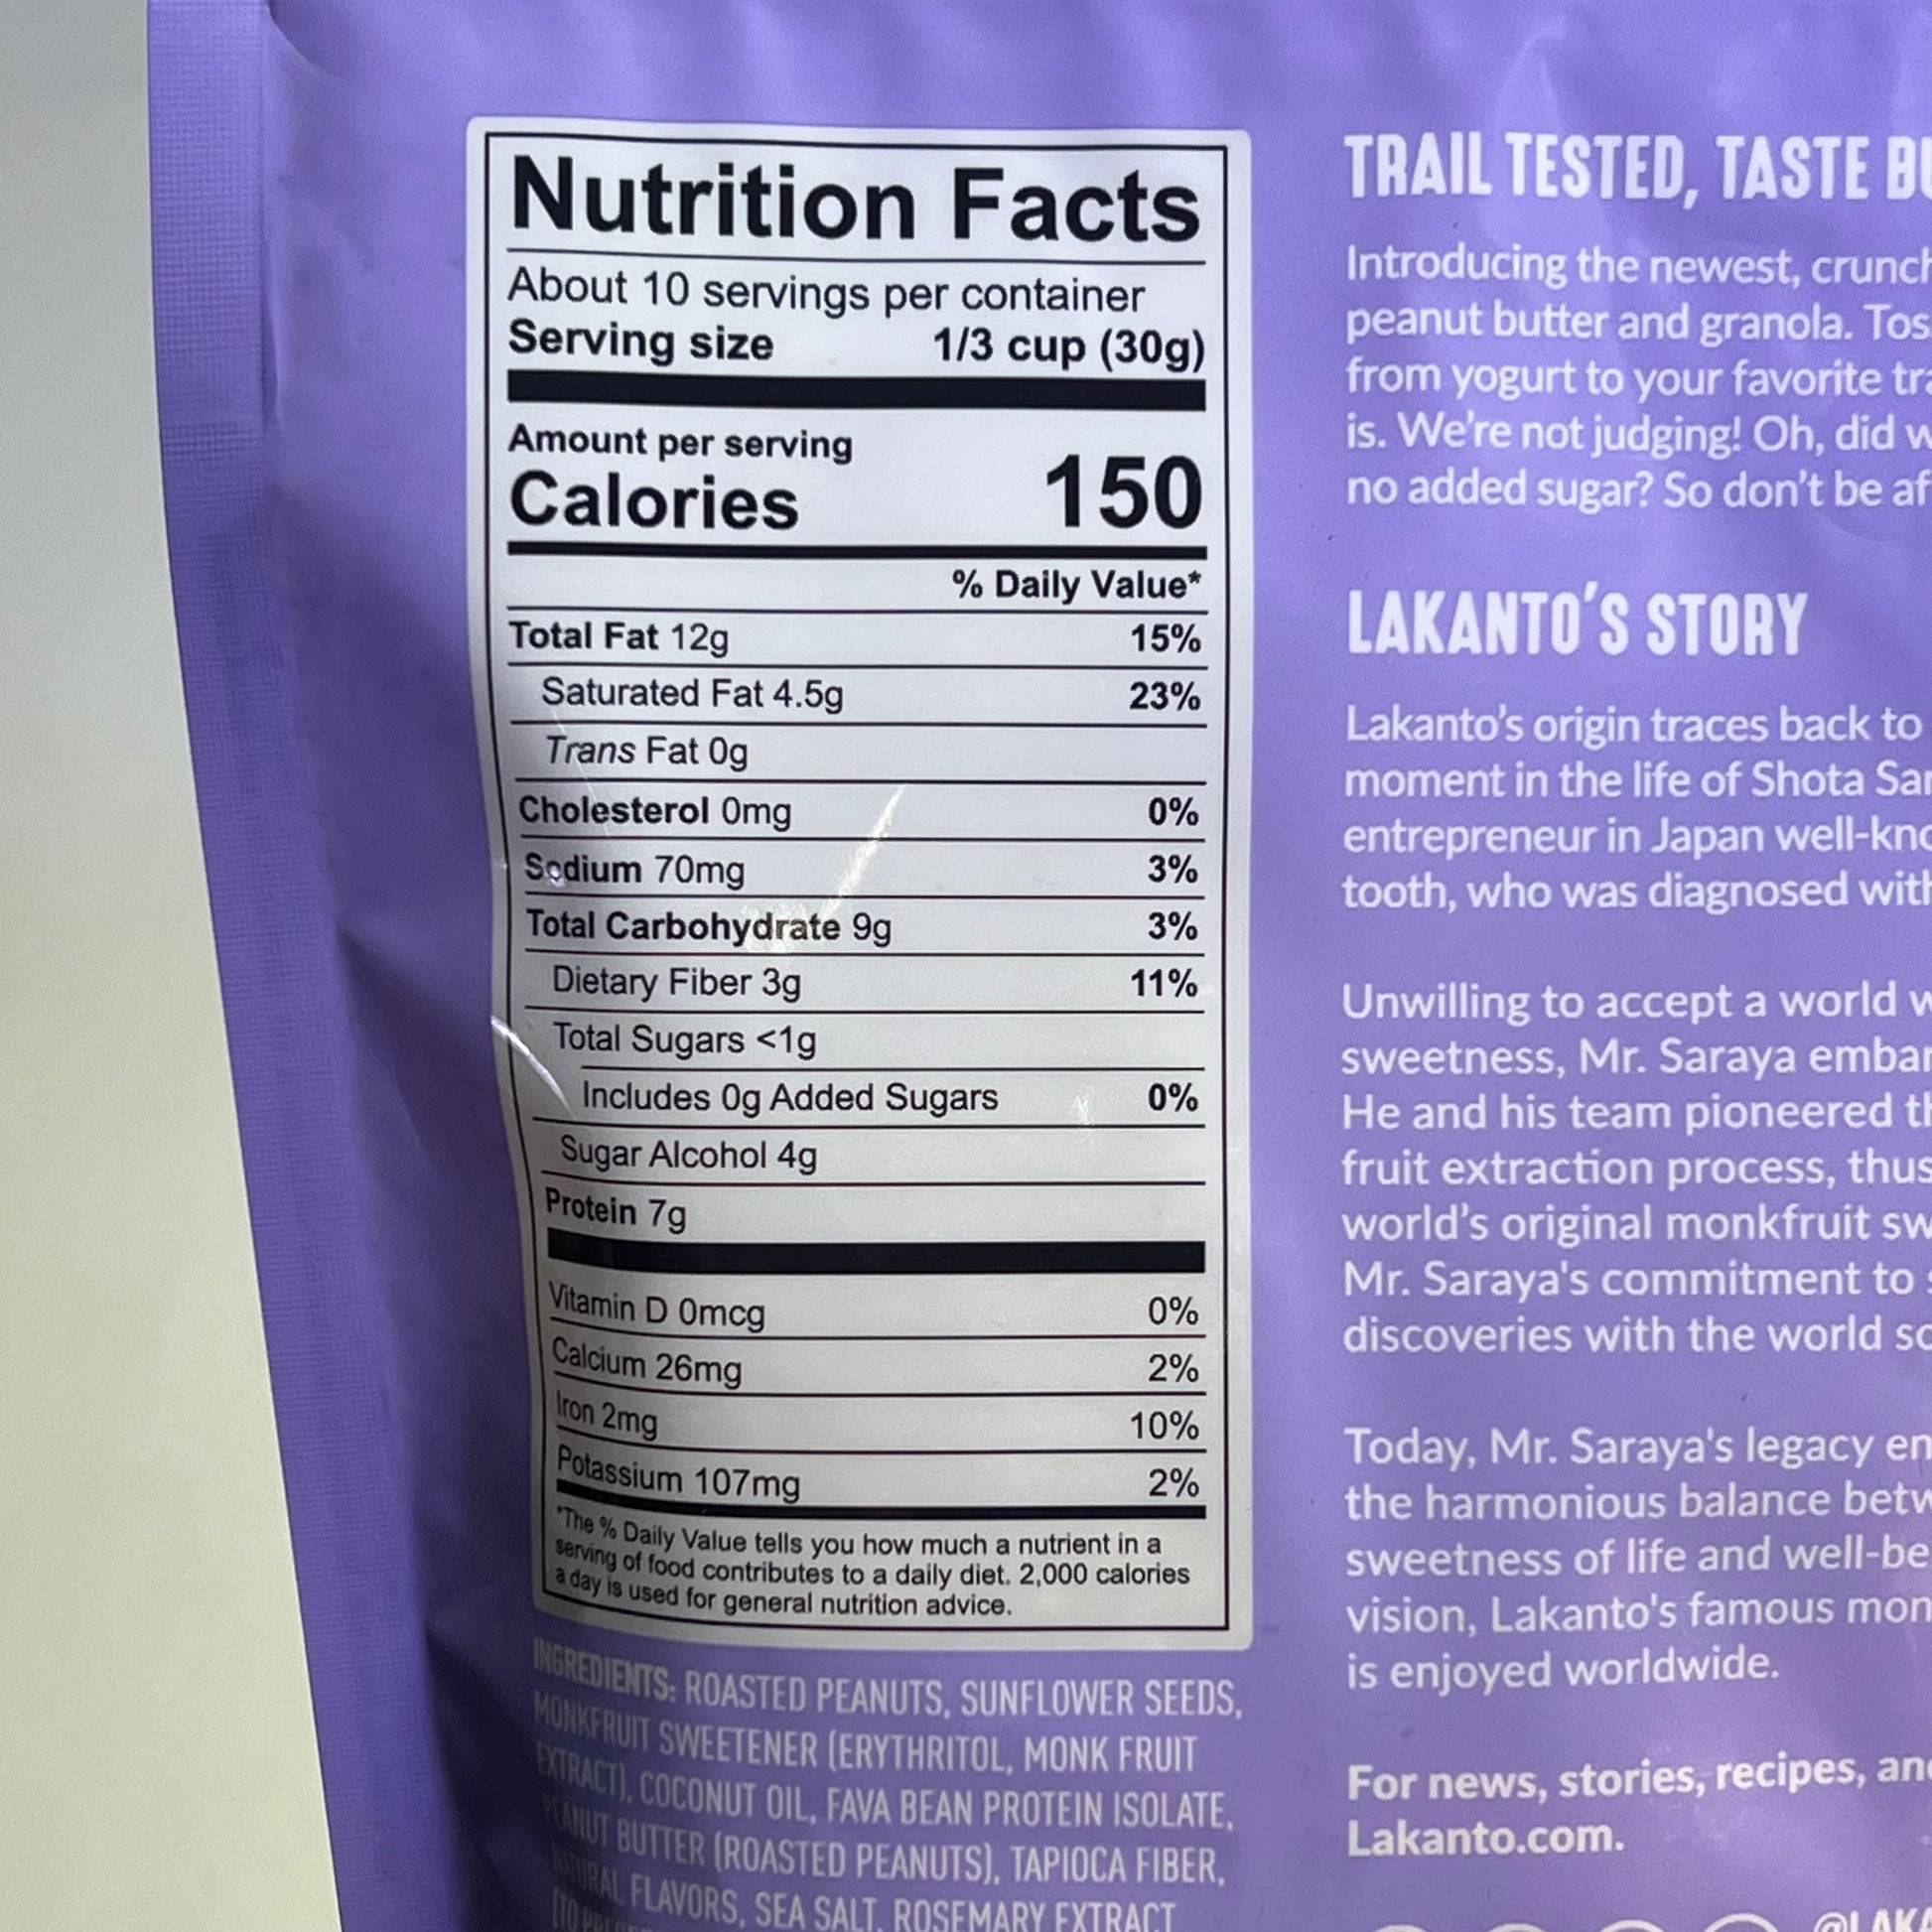 Nutrition Facts
About 10 servings per container
Serving size 1/3 cup (30g)
Amount per serving
Calories 150
% Daily Value*
Total Fat 12g 15%
Saturated Fat 4.5g 23%
Trans Fat 0g
Cholesterol 0mg 0%
Sodium 70mg 3%
Total Carbohydrate 9g 3%
Dietary Fiber 3g 11%
Total Sugars <1g
Includes 0g Added Sugars 0%
Sugar Alcohol 4g
Protein 7g
Vitamin D 0mcg 0%
Calcium 26mg 2%
Iron 2mg 10%
Potassium 107mg 2%
*The % Daily Value tells you how much a nutrient in a
serving of food contributes to a daily diet. 2,000 calories
a day is used for general nutrition advice.
INGREDIENTS: ROASTED PEANUTS, SUNFLOWER SEEDS,
MONKFRUIT SWEETENER (ERYTHRITOL, MONK FRUIT
EXTRACT), COCONUT OIL, FAVA BEAN PROTEIN ISOLATE,
PEANUT BUTTER (ROASTED PEANUTS), TAPIOCA FIBER,
NATURAL FLAVORS, SEA SALT, ROSEMARY EXTRACT
(TO
TRAIL TESTED, TASTE
Introducing the newest,
peanut butter and granola.
from yogurt to your favorite
is. We're not judging! Oh, did
no added sugar? So don't be
LAKANTO'S STORY
Lakanto's origin traces back to
moment in the life of Shota
entrepreneur in Japan
tooth, who was diagnosed with
Unwilling to accept a world
sweetness, Mr. Saraya
He and his team pioneered
fruit extraction process, thus
world's original monkfruit
Mr. Saraya's commitment to
discoveries with the world
Today, Mr. Saraya's legacy
the harmonious balance
sweetness of life and
vision, Lakanto's famous
is enjoyed worldwide.
For news, stories, recipes,
Lakanto.com.